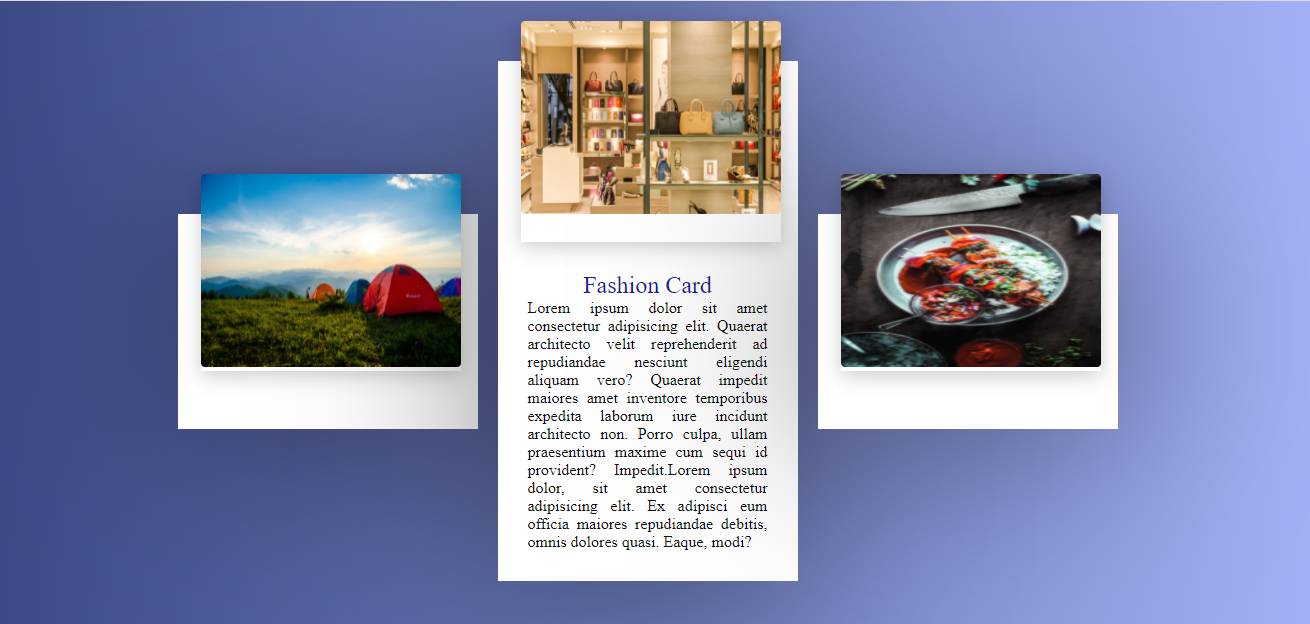 Fashion Card
Lorem ipsum dolor sit amet
consectetur adipisicing elit. Quaerat
architecto velit reprehenderit ad
repudiandae nesciunt eligendi
aliquam vero? Quaerat impedit
maiores amet inventore temporibus
expedita laborum iure incidunt
architecto non. Porro culpa, ullam
praesentium maxime cum sequi id
provident? Impedit.Lorem ipsum
dolor, sit amet consectetur
adipisicing elit. Ex adipisci eum
officia maiores repudiandae debitis,
omnis dolores quasi. Eaque, modi?